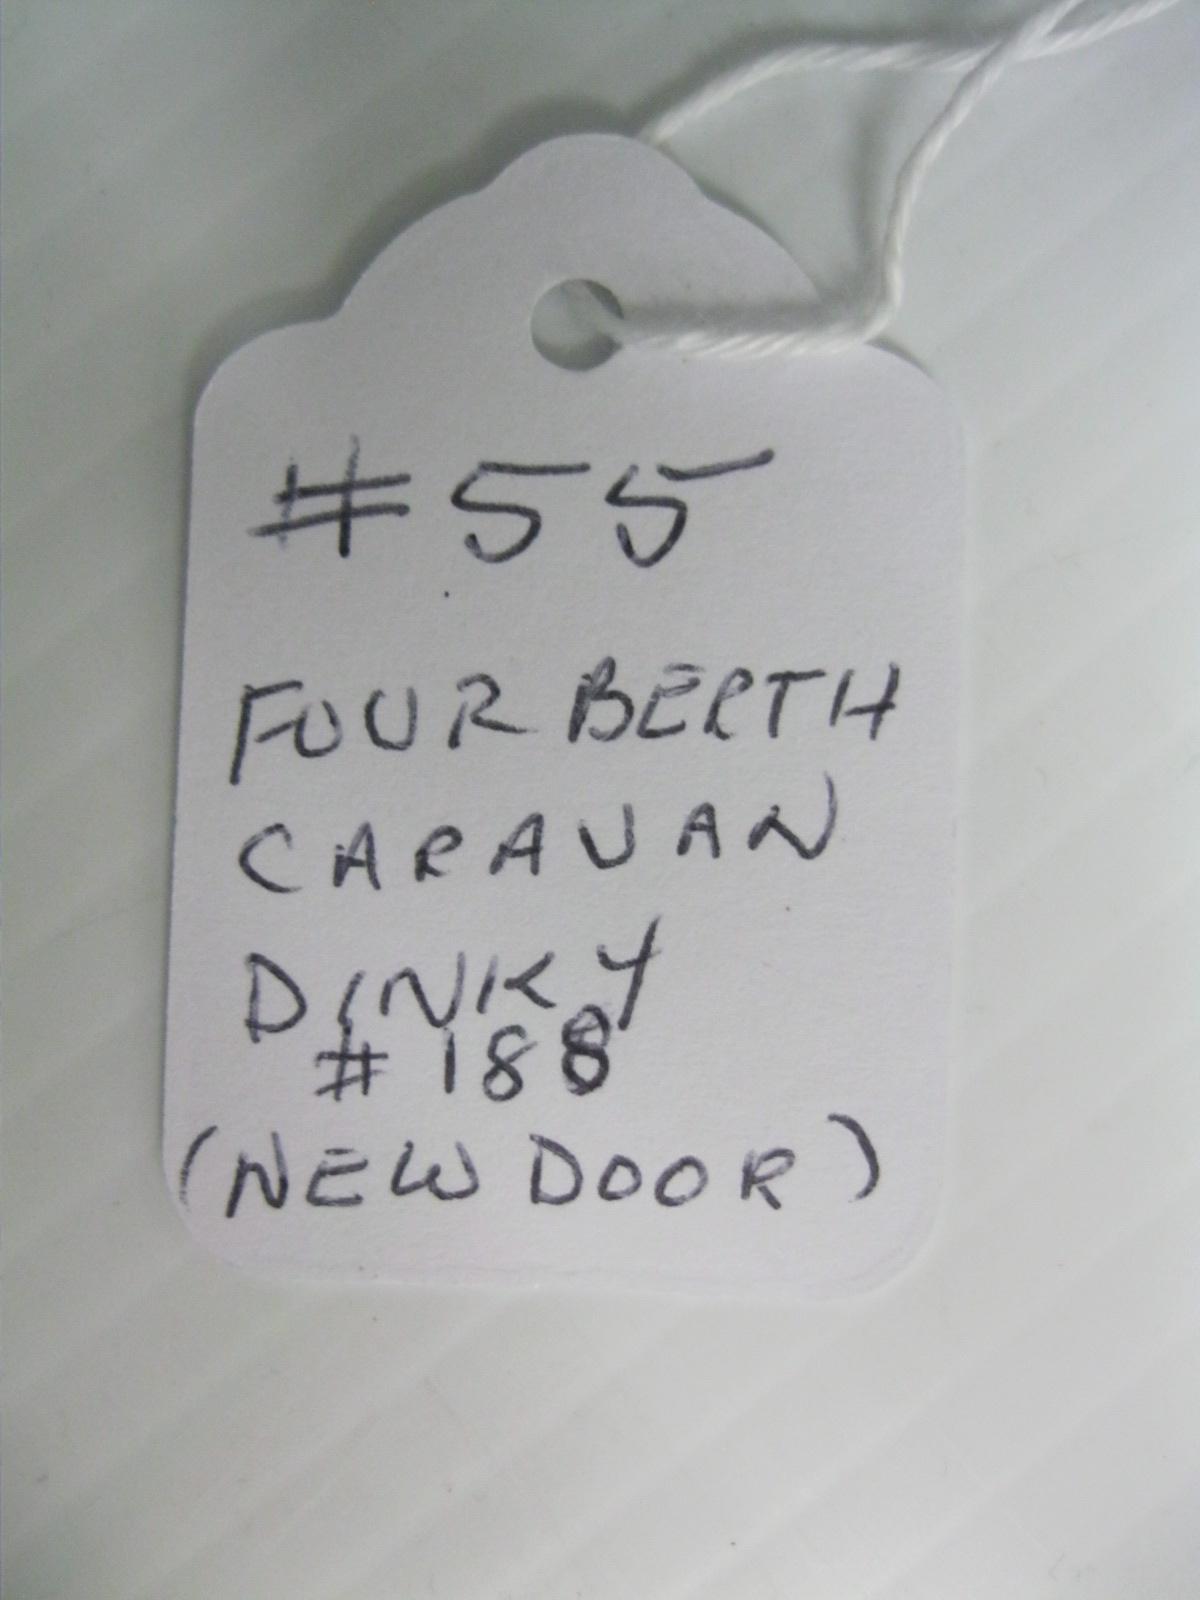 #55
FOUR BERTH
CARAVAN
DINKY
#188
(NEW DOOR)